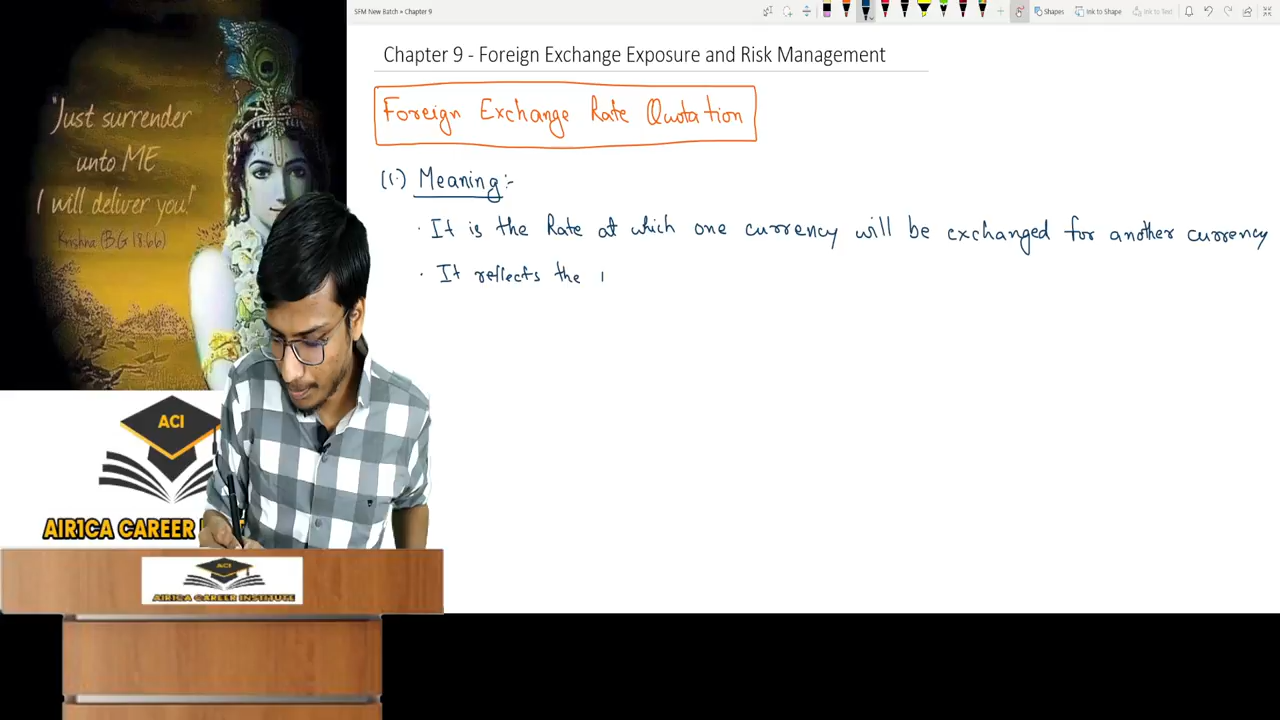 SFM New Batch » Chapter 9
Shapes
Ink to Shape
Ink to Text
Chapter 9 - Foreign Exchange Exposure and Risk Management
Foreign Exchange Rate Quotation
(1.) Meaning:-
· It is the Rate at which one currency will be exchanged for another currency
· It reflects the
"Just surrender
unto ME
I will deliver you!"
Krishna (B.G 18:66)
ACI
AIR1CA CAREER
ACI
AIR1CA CAREER INSTITUTE